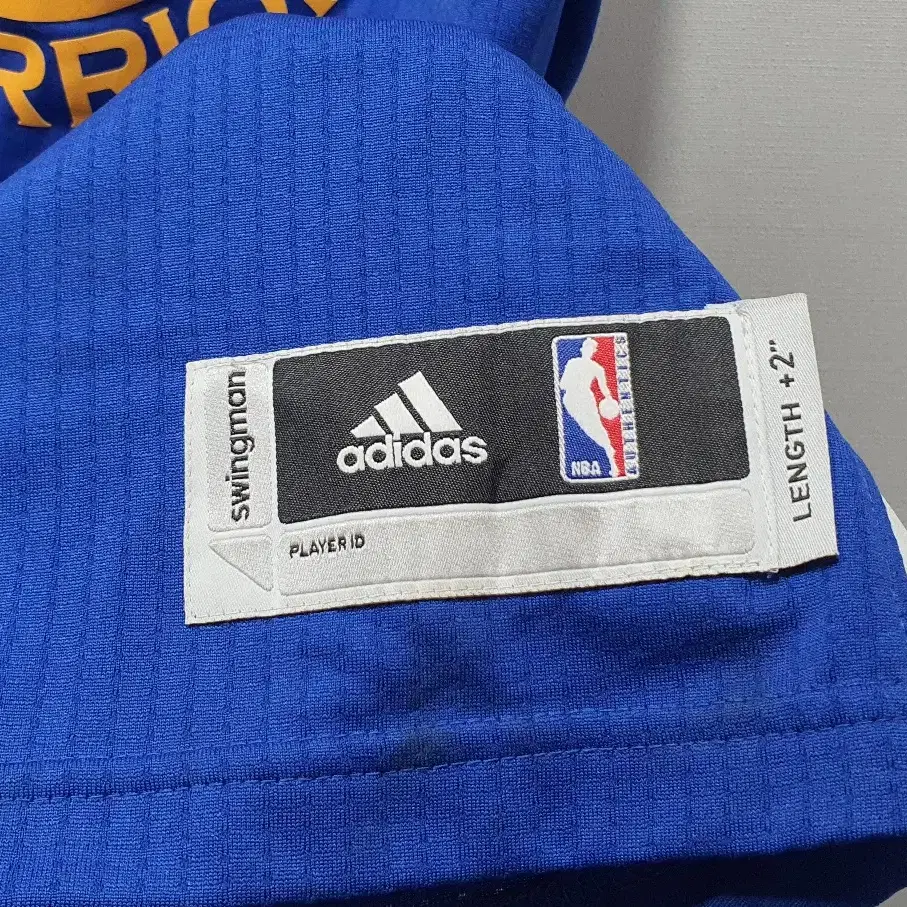 RRIO
swingman
adidas
NBA
AUTHENTICS
PLAYER ID
LENGTH +2"